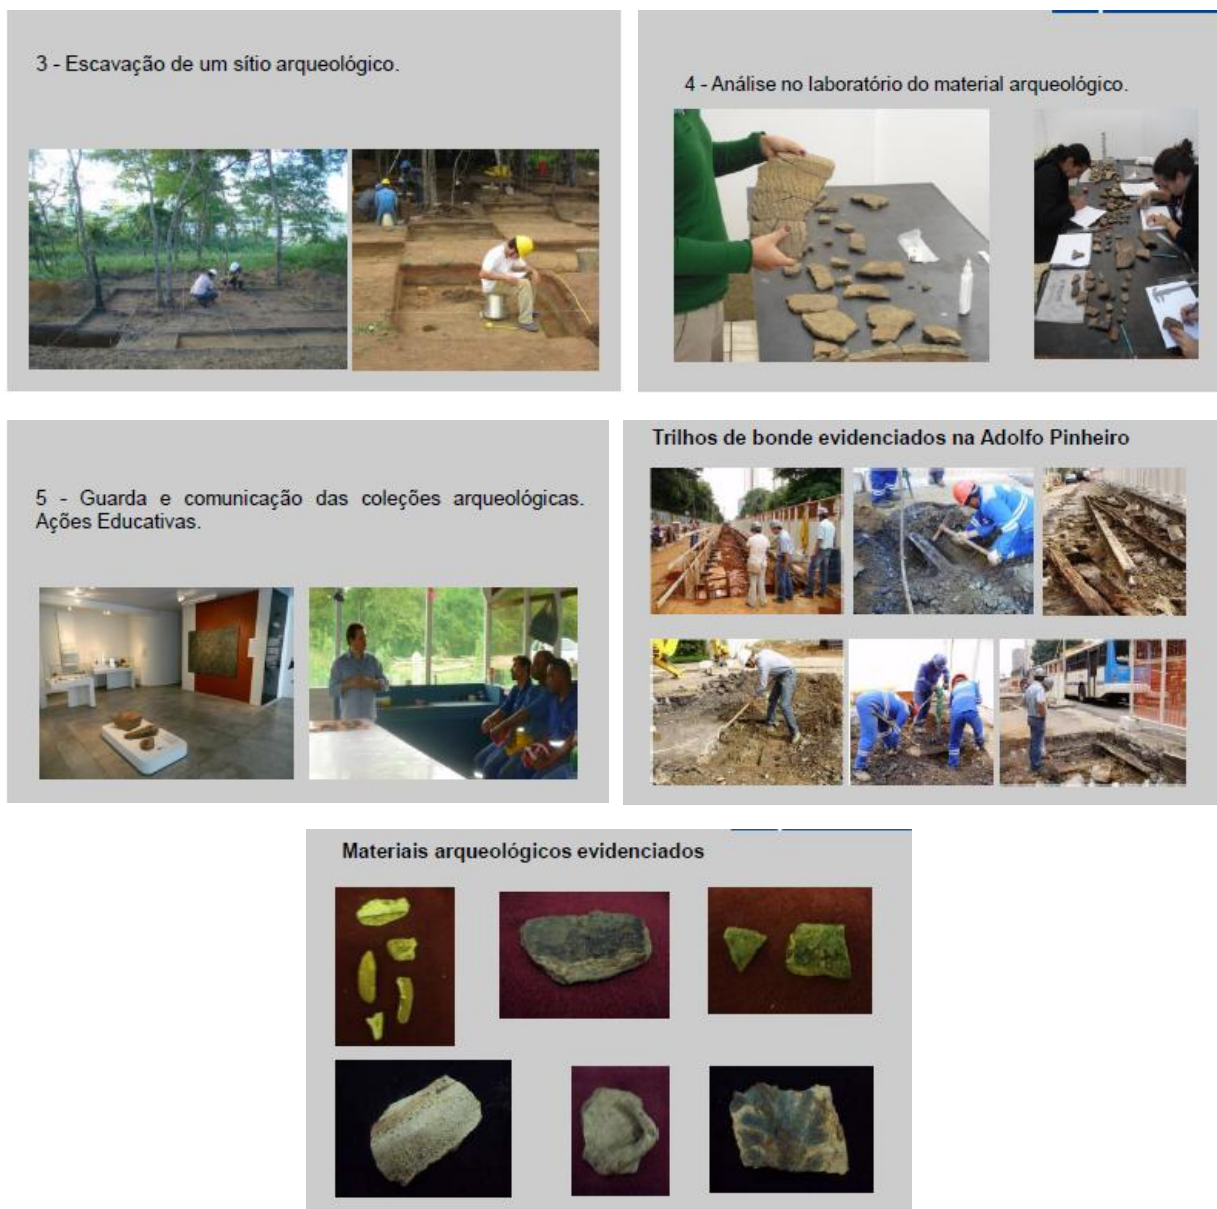 3 - Escavação de um sítio arqueológico.
4 - Análise no laboratório do material arqueológico.
5 - Guarda e comunicação das coleções arqueológicas.
Ações Educativas.
Trilhos de bonde evidenciados na Adolfo Pinheiro
Materiais arqueológicos evidenciados